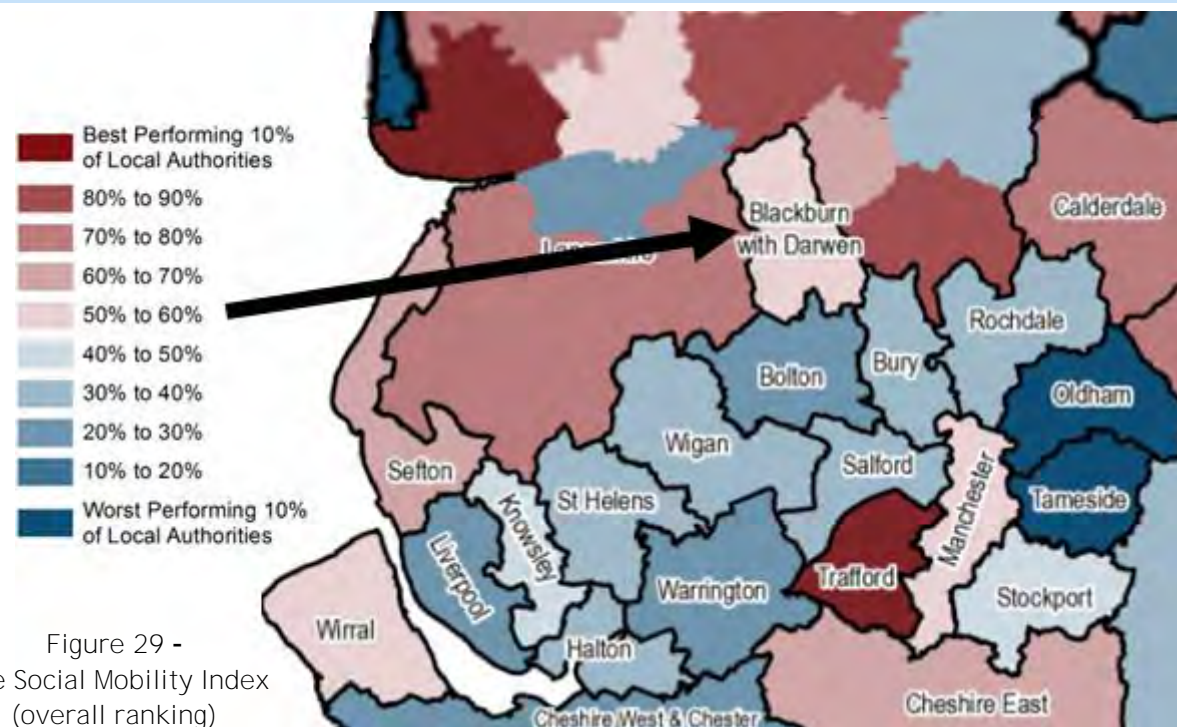 Best Performing 10%
of Local Authorities
80% to 90%
70% to 80%
60% to 70%
50% to 60%
40% to 50%
30% to 40%
20% to 30%
10% to 20%
Worst Performing 10%
of Local Authorities
Blackburn
with Darwen
Calderdale
Rochdale
Bury
Bolton
Oldham
Wigan
Salford
Manchester
Tameside
Sefton
Knowsley
St Helens
Liverpool
Warrington
Trafford
Stockport
Wirral
Halton
Cheshire East
Cheshire West & Chester
Figure 29 -
Social Mobility Index
(overall ranking)